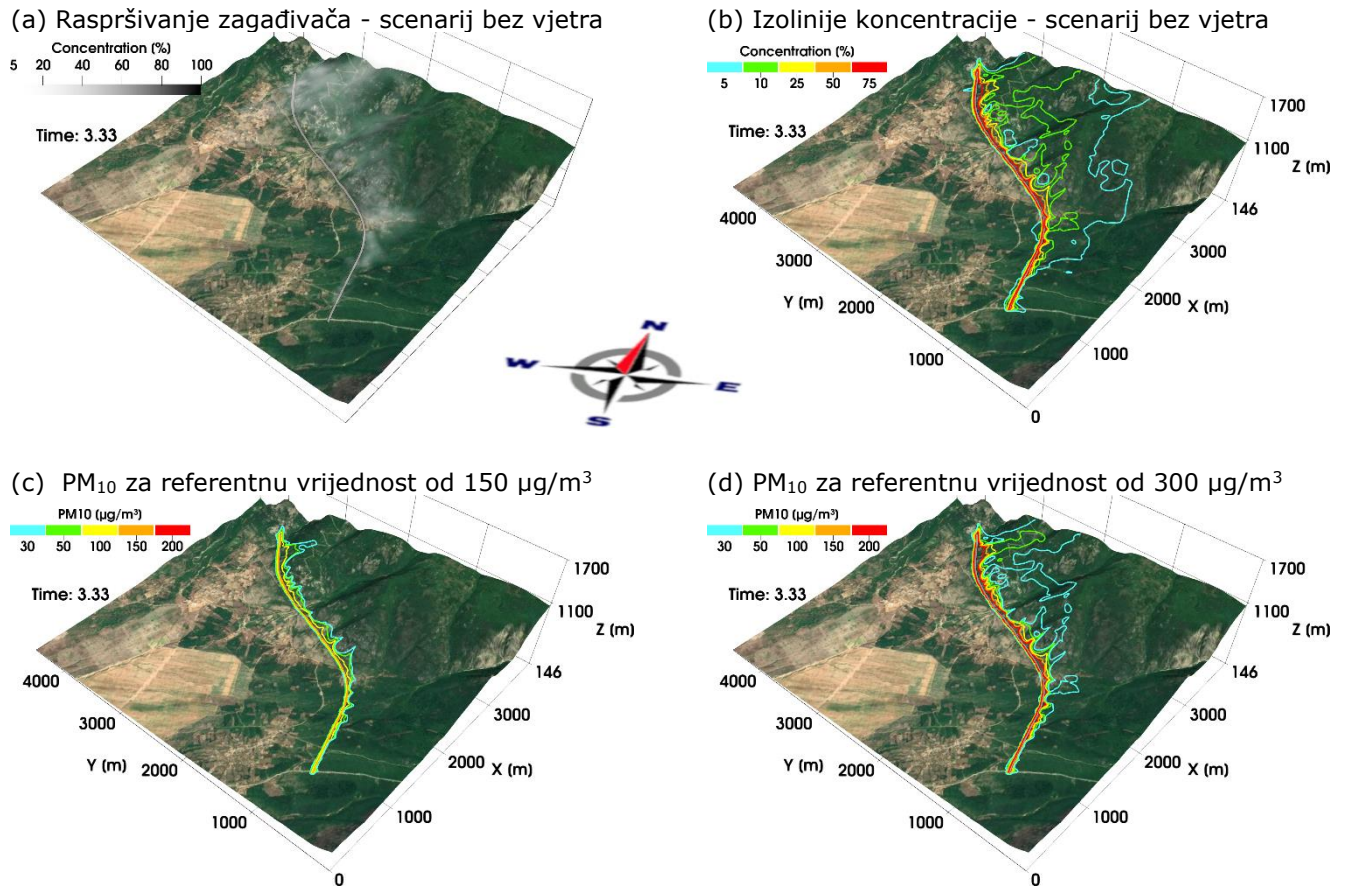 (a) Raspršivanje zagađivača - scenarij bez vjetra
Concentration (%)
5 20 40 60 80 100
Time: 3.33
(b) Izolinije koncentracije - scenarij bez vjetra
Concentration (%)
5 10 25 50 75
Time: 3.33
1700
1100
Z (m)
146
4000
3000
3000
2000
Y (m) 2000
X (m)
1000
1000
0
N
W
E
S
(c) PM₁₀ za referentnu vrijednost od 150 µg/m³
PM10 (µg/m³)
30 50 100 150 200
Time: 3.33
1700
1100
Z (m)
146
4000
3000
3000
2000
Y (m) 2000
X (m)
1000
1000
0
(d) PM₁₀ za referentnu vrijednost od 300 µg/m³
PM10 (µg/m³)
30 50 100 150 200
Time: 3.33
1700
1100
Z (m)
146
4000
3000
3000
2000
Y (m) 2000
X (m)
1000
1000
0